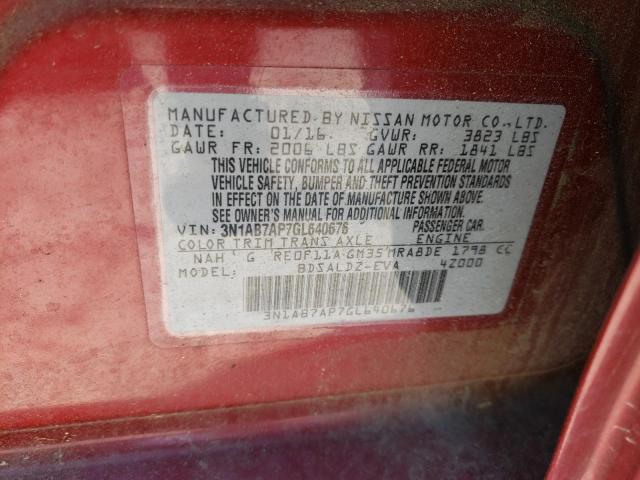 MANUFACTURED BY NISSAN MOTOR CO., LTD.
DATE: 01/16 GVWR: 3823 LBS
GAWR FR: 2006 LBS GAWR RR: 1841 LBS
THIS VEHICLE CONFORMS TO ALL APPLICABLE FEDERAL MOTOR
VEHICLE SAFETY, BUMPER AND THEFT PREVENTION STANDARDS
IN EFFECT ON THE DATE OF MANUFACTURE SHOWN ABOVE.
SEE OWNER'S MANUAL FOR ADDITIONAL INFORMATION.
VIN: 3N1AB7AP7GL640676 PASSENGER CAR
COLOR TRIM TRANS AXLE ENGINE
NAH G RE0F11A GM35 MRA8DE 1798 CC
MODEL: BDSALDZ-EVA 4Z000
3N1AB7AP7GL640676